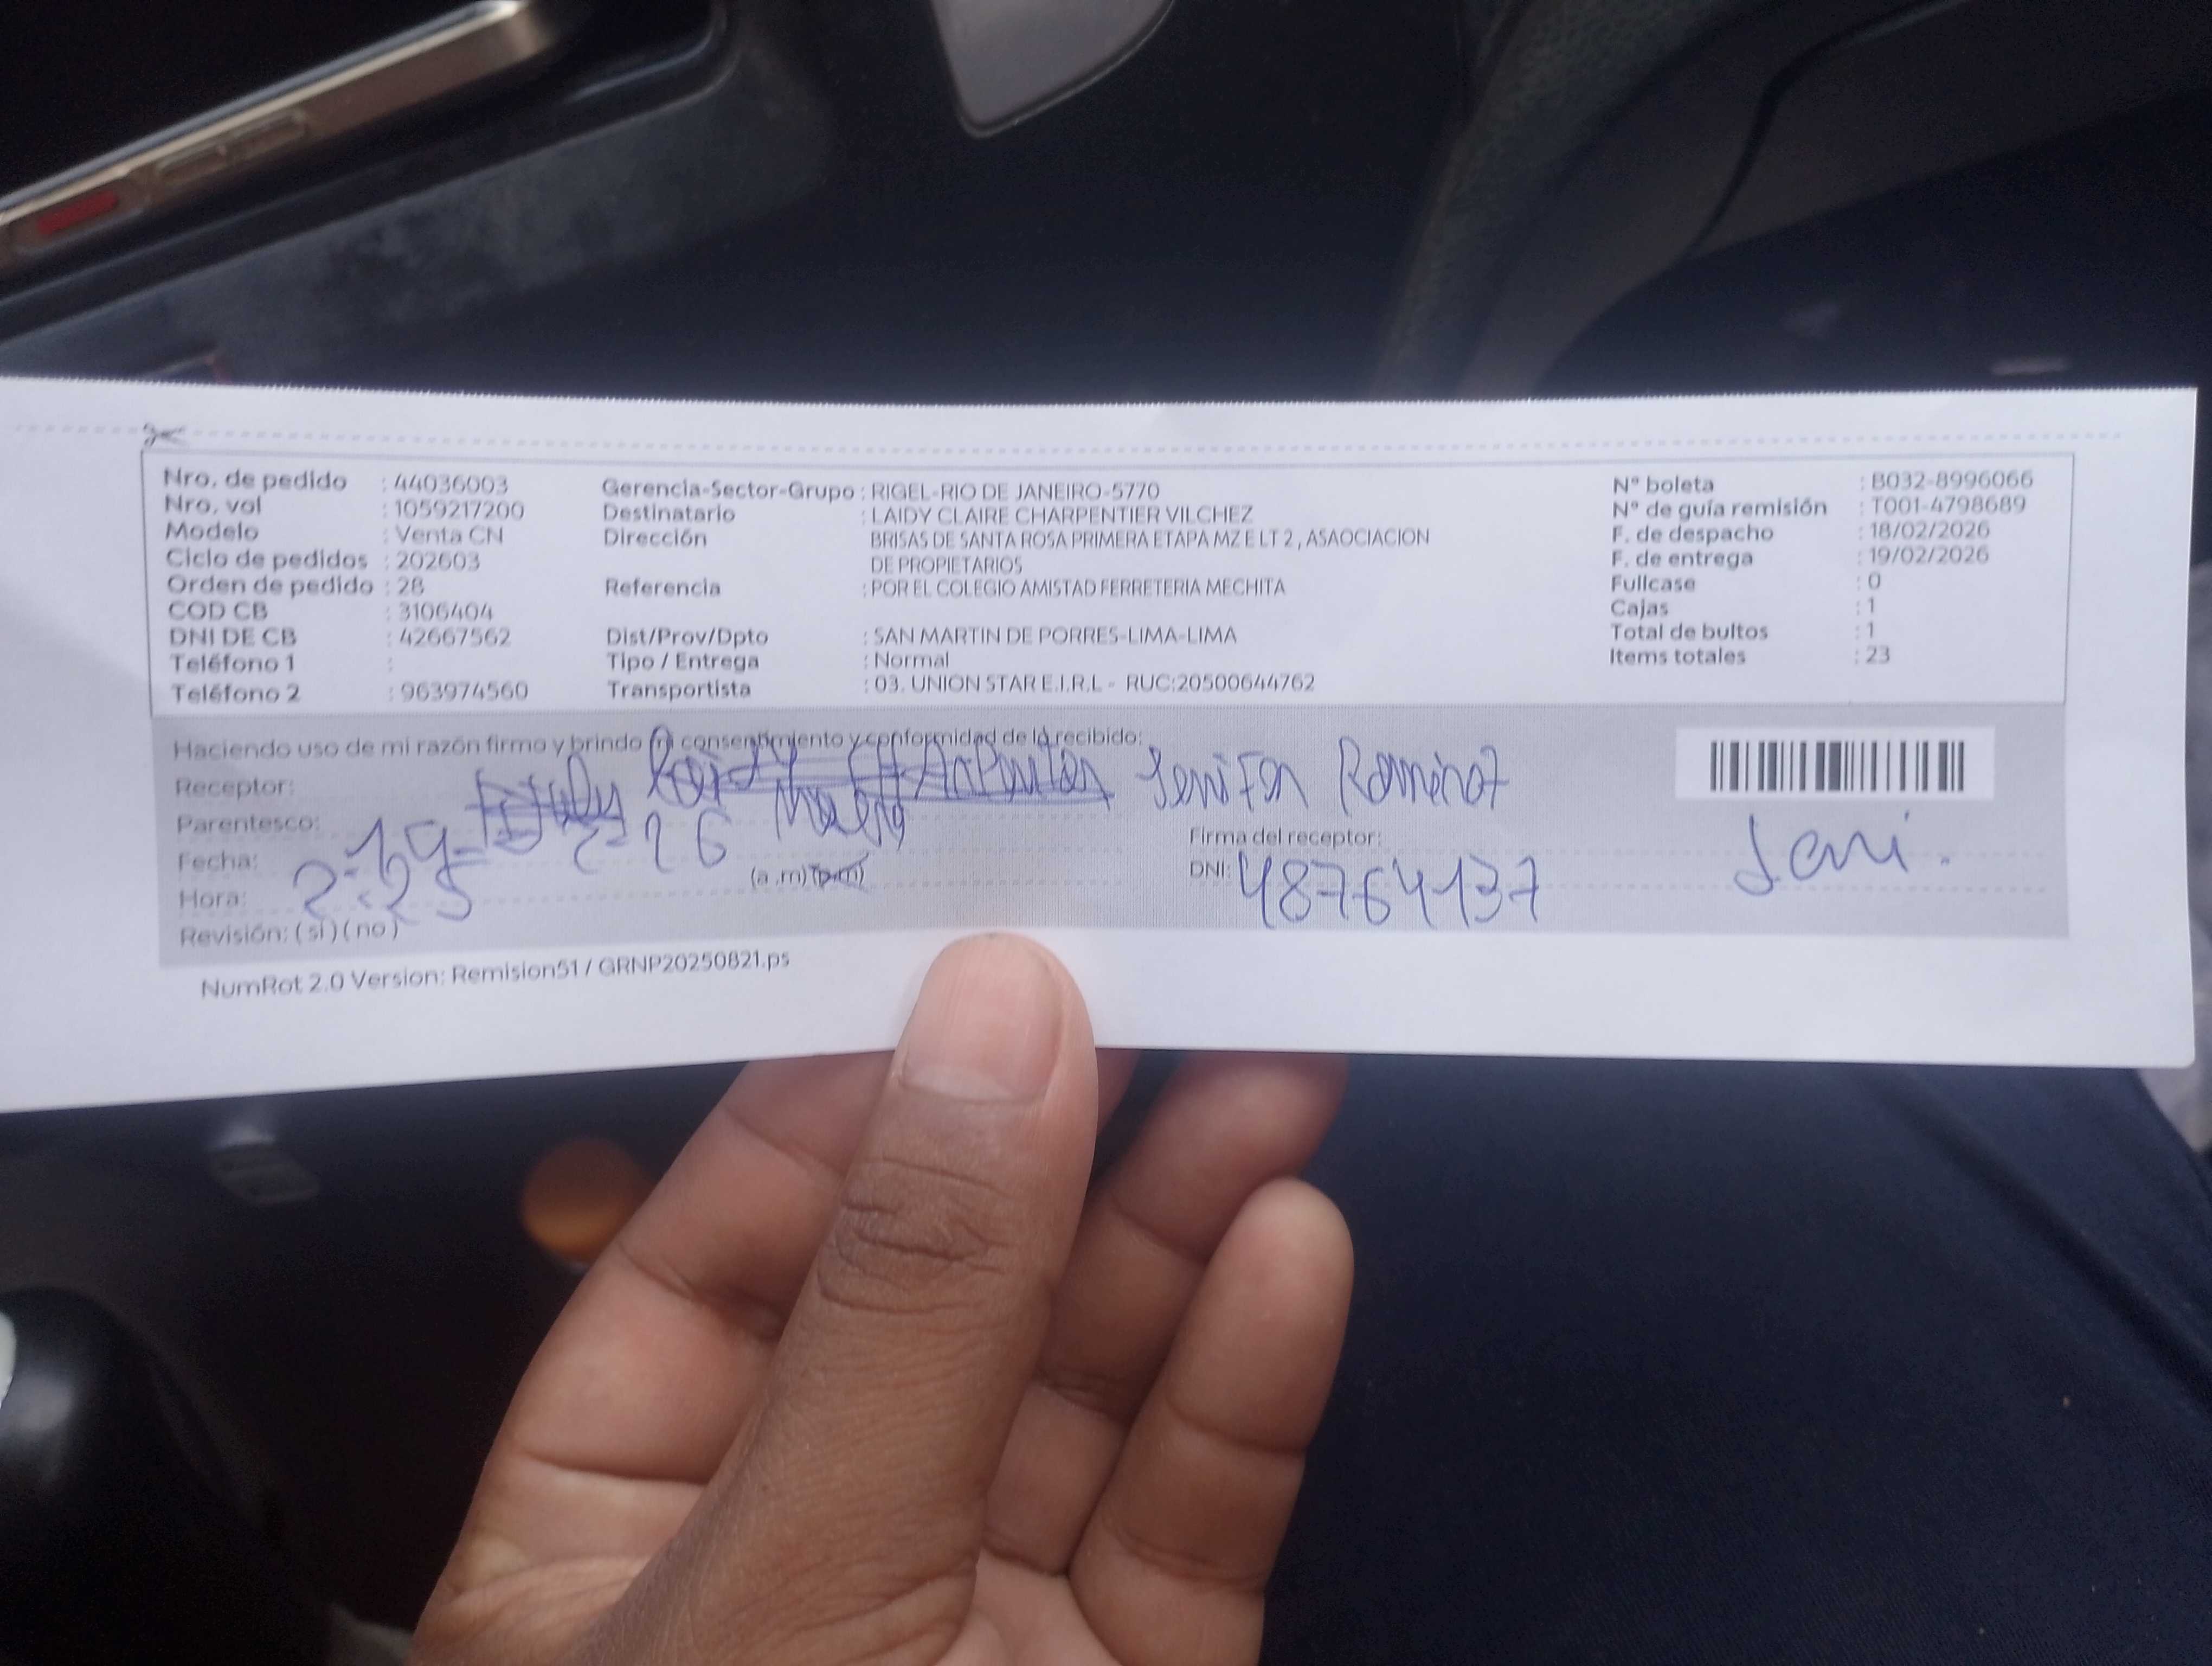 Nro. de pedido : 44036003
Nro. vol : 1059217200
Modelo : Venta CN
Ciclo de pedidos : 202603
Orden de pedido : 28
COD CB : 3106404
DNI DE CB : 42667562
Teléfono 1 :
Teléfono 2 : 963974560
Gerencia-Sector-Grupo : RIGEL-RIO DE JANEIRO-5770
Destinatario : LAIDY CLAIRE CHARPENTIER VILCHEZ
Dirección BRISAS DE SANTA ROSA PRIMERA ETAPA MZ E LT 2 , ASAOCIACION
DE PROPIETARIOS
Referencia : POR EL COLEGIO AMISTAD FERRETERIA MECHITA
Dist/Prov/Dpto : SAN MARTIN DE PORRES-LIMA-LIMA
Tipo / Entrega : Normal
Transportista : 03. UNION STAR E.I.R.L - RUC:20500644762
N° boleta : B032-8996066
N° de guía remisión : T001-4798689
F. de despacho : 18/02/2026
F. de entrega : 19/02/2026
Fullcase : 0
Cajas : 1
Total de bultos : 1
Items totales : 23
Haciendo uso de mi razón firmo y brindo mi consentimiento y conformidad de lo recibido:
Receptor: Jenifer
Parentesco:
Fecha: 19-2-26
Hora: 2:25 (a .m) (p.m)
Revisión: ( si ) ( no )
Firma del receptor: Jeni.
DNI: 48764137
NumRot 2.0 Version: Remision51 / GRNP20250821.ps